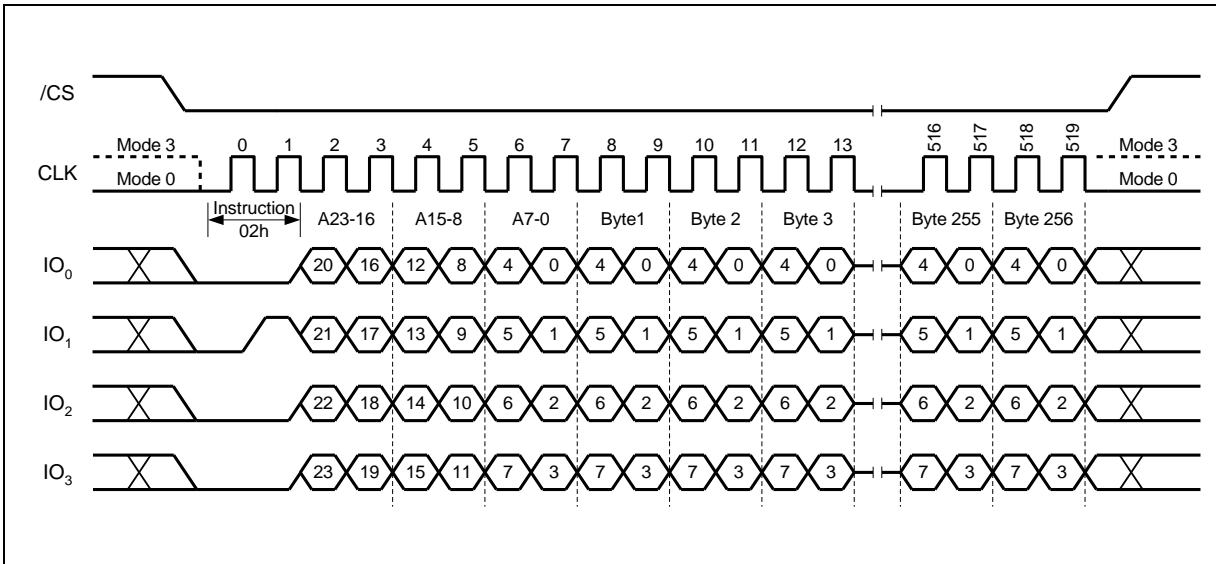 /CS
Mode 3 0 1 2 3 4 5 6 7 8 9 10 11 12 13 516 517 518 519 Mode 3
CLK
Mode 0 Mode 0
Instruction A23-16 A15-8 A7-0 Byte1 Byte 2 Byte 3 Byte 255 Byte 256
02h
IO0 20 16 12 8 4 0 4 0 4 0 4 0 4 0 4 0
IO1 21 17 13 9 5 1 5 1 5 1 5 1 5 1 5 1
IO2 22 18 14 10 6 2 6 2 6 2 6 2 6 2 6 2
IO3 23 19 15 11 7 3 7 3 7 3 7 3 7 3 7 3